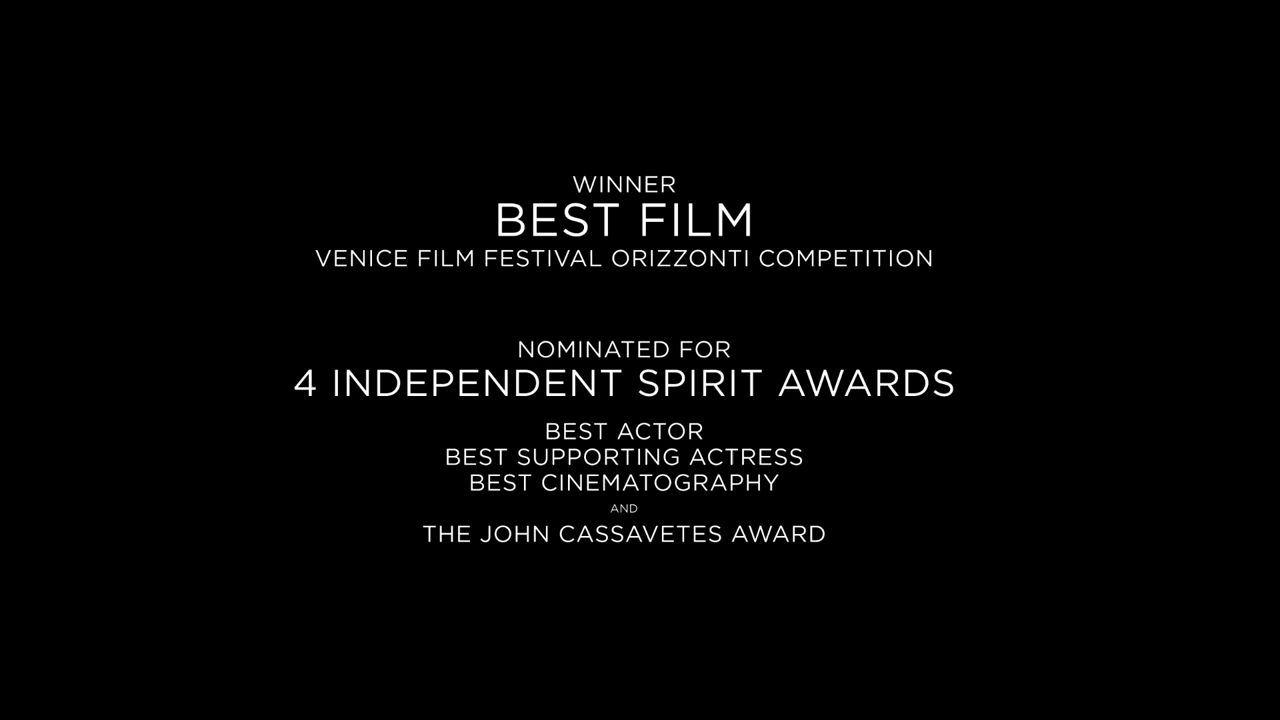 WINNER
BEST FILM
VENICE FILM FESTIVAL ORIZZONTI COMPETITION
NOMINATED FOR
4 INDEPENDENT SPIRIT AWARDS
BEST ACTOR
BEST SUPPORTING ACTRESS
BEST CINEMATOGRAPHY
AND
THE JOHN CASSAVETES AWARD